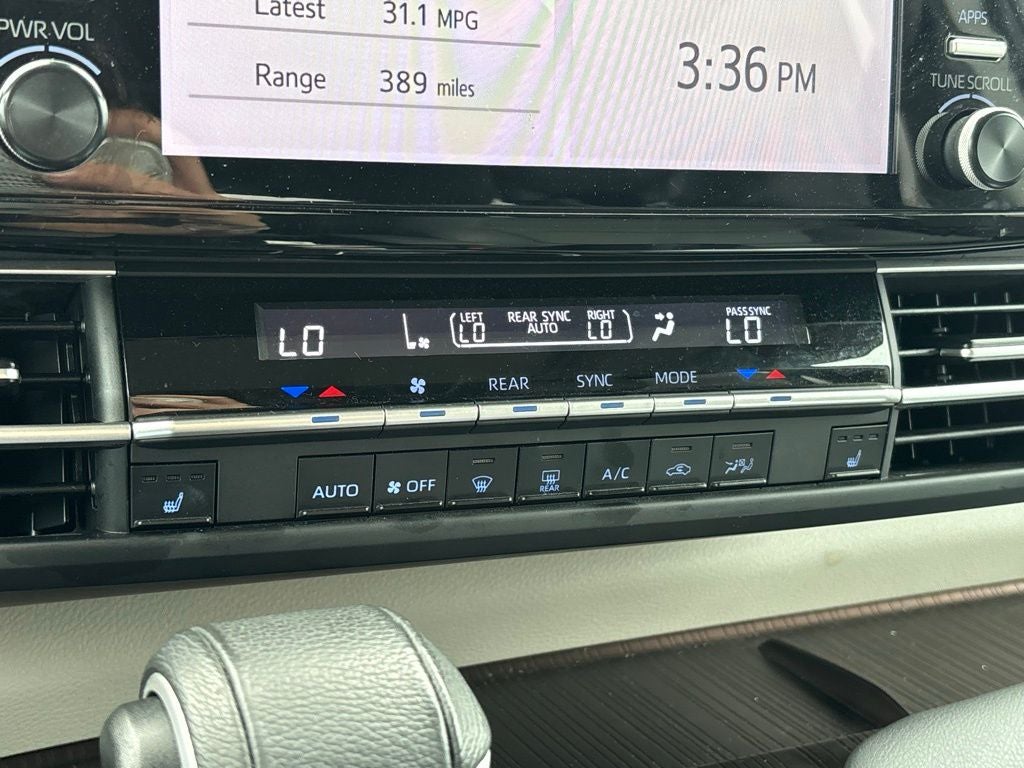 PWR VOL
Latest 31.1 MPG
Range 389 miles
3:36 PM
APPS
TUNE SCROLL
LO
LEFT
LO
REAR SYNC
AUTO
RIGHT
LO
PASS SYNC
LO
REAR
SYNC
MODE
AUTO
OFF
REAR
A/C